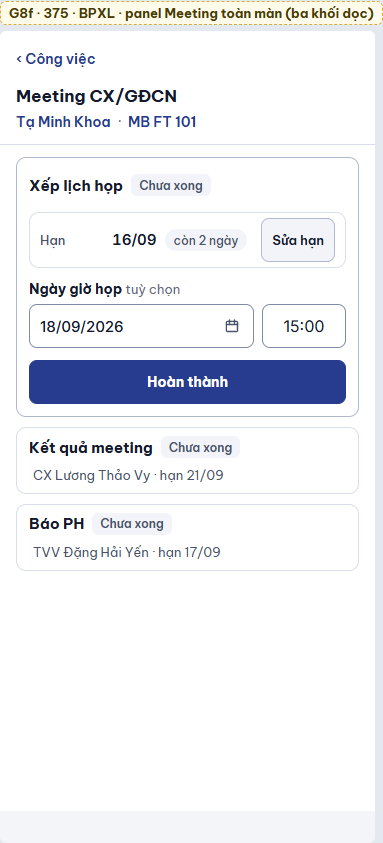 G8f · 375 · BPXL · panel Meeting toàn màn (ba khối dọc)
‹ Công việc
Meeting CX/GĐCN
Tạ Minh Khoa · MB FT 101
Xếp lịch họp Chưa xong
Hạn 16/09 còn 2 ngày Sửa hạn
Ngày giờ họp tuỳ chọn
18/09/2026 15:00
Hoàn thành
Kết quả meeting Chưa xong
CX Lương Thảo Vy · hạn 21/09
Báo PH Chưa xong
TVV Đặng Hải Yến · hạn 17/09